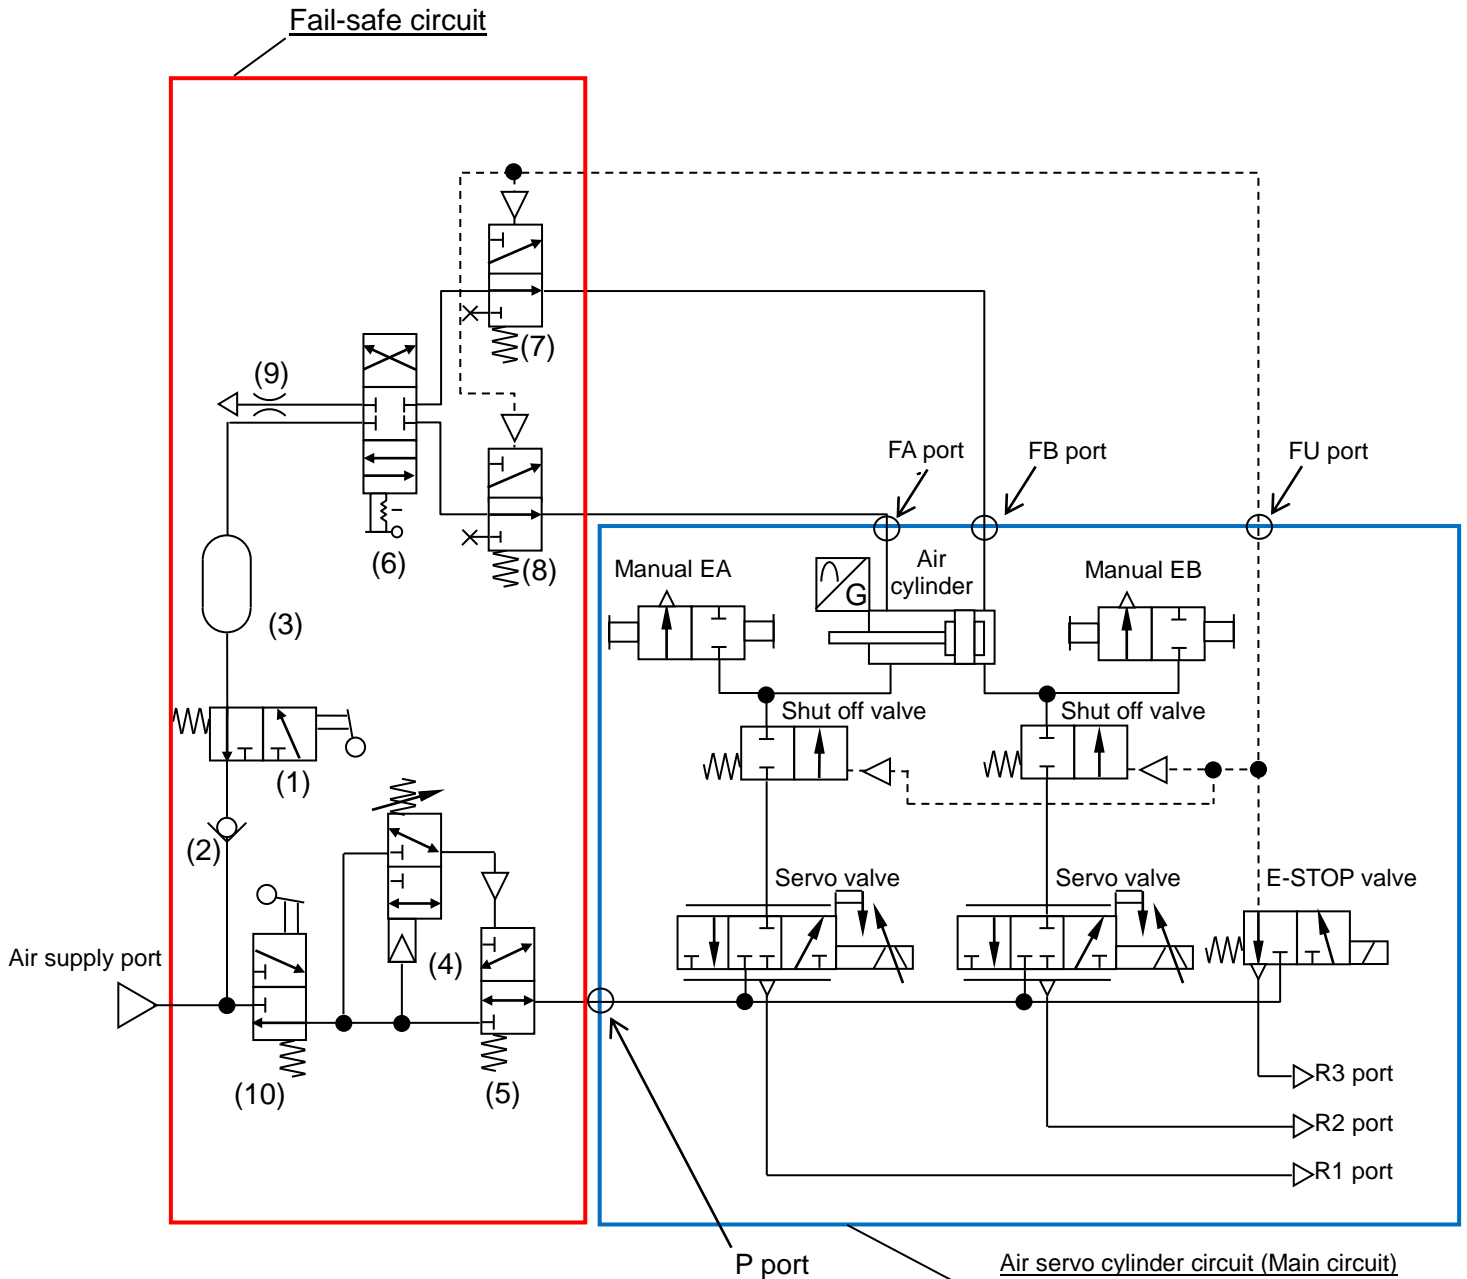 Fail-safe circuit
(7)
(9)
FA port
FB port
FU port
(6)
(8)
Manual EA
Air
cylinder
Manual EB
G
(3)
Shut off valve
Shut off valve
(1)
(2)
Servo valve
Servo valve
E-STOP valve
Air supply port
(4)
R3 port
(10)
(5)
R2 port
R1 port
P port
Air servo cylinder circuit (Main circuit)